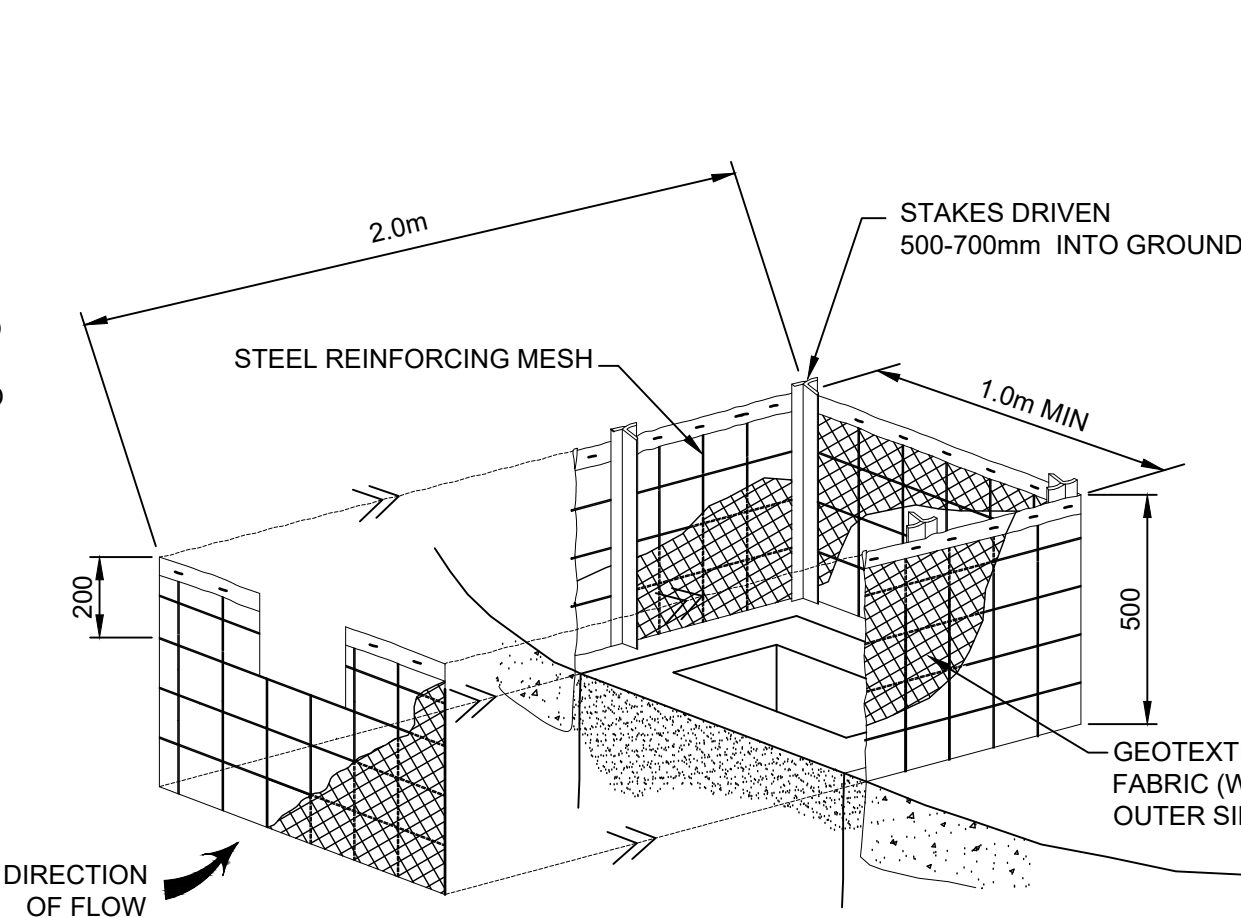 2.0m
STAKES DRIVEN
500-700mm INTO GROUND
STEEL REINFORCING MESH
1.0m MIN
200
500
GEOTEXT
FABRIC (W
OUTER SI
DIRECTION
OF FLOW